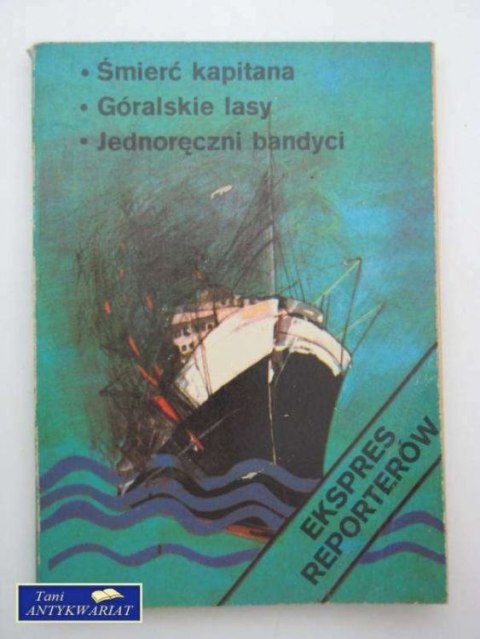 • Śmierć kapitana
• Góralskie lasy
• Jednoręczni bandyci
EKSPRES
REPORTERÓW
Tani
ANTYKWARIAT